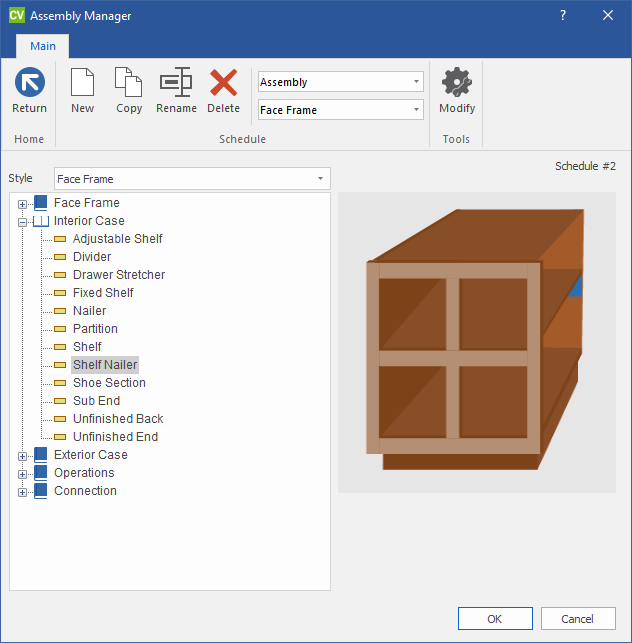 CV Assembly Manager ?
Main
Return New Copy Rename Delete Assembly Face Frame Modify
Home Schedule Tools
Schedule #2
Style Face Frame
Face Frame
Interior Case
Adjustable Shelf
Divider
Drawer Stretcher
Fixed Shelf
Nailer
Partition
Shelf
Shelf Nailer
Shoe Section
Sub End
Unfinished Back
Unfinished End
Exterior Case
Operations
Connection
OK Cancel